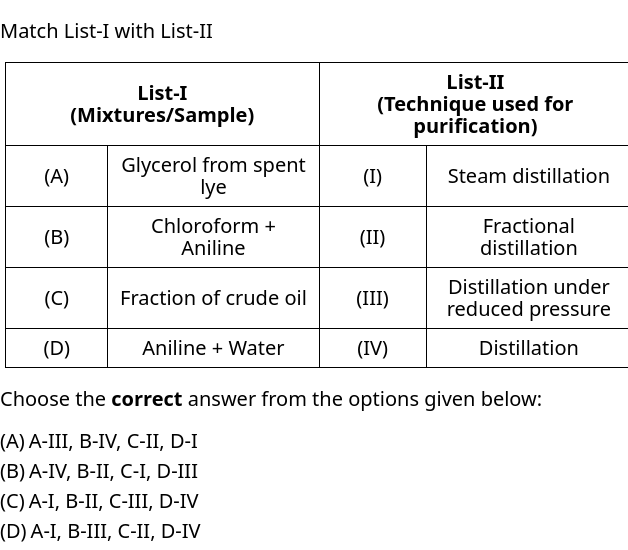 Match List-I with List-II
List-I
(Mixtures/Sample)
List-II
(Technique used for
purification)
(A)
Glycerol from spent
lye
(I)
Steam distillation
(B)
Chloroform +
Aniline
(II)
Fractional
distillation
(C)
Fraction of crude oil
(III)
Distillation under
reduced pressure
(D)
Aniline + Water
(IV)
Distillation
Choose the correct answer from the options given below:
(A) A-III, B-IV, C-II, D-I
(B) A-IV, B-II, C-I, D-III
(C) A-I, B-II, C-III, D-IV
(D) A-I, B-III, C-II, D-IV